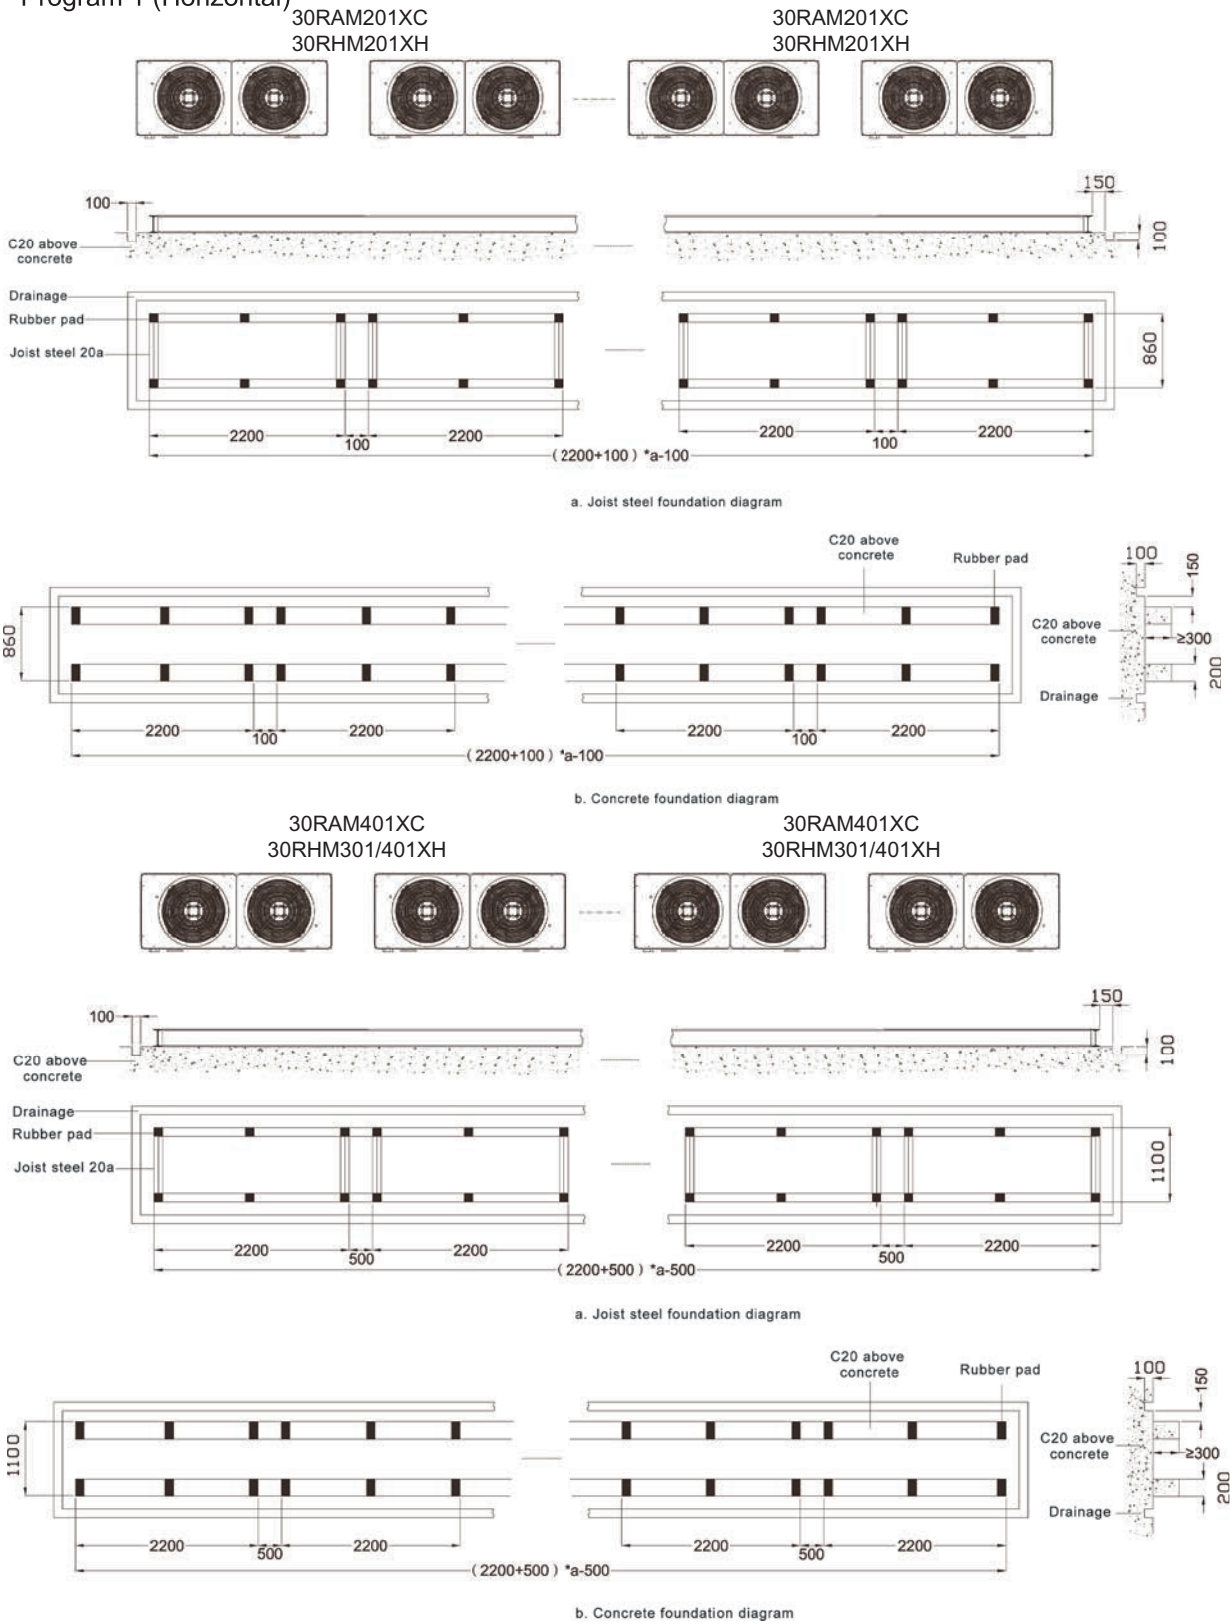 Program 1 (Horizontal)
30RAM201XC
30RHM201XH
30RAM201XC
30RHM201XH
100
150
C20 above
concrete
100
Drainage
Rubber pad
Joist steel 20a
860
2200
100
2200
2200
100
2200
(2200+100) *a-100
a. Joist steel foundation diagram
C20 above
concrete
Rubber pad
100
150
860
C20 above
concrete
≥300
200
Drainage
2200
100
2200
2200
100
2200
(2200+100) *a-100
b. Concrete foundation diagram
30RAM401XC
30RHM301/401XH
30RAM401XC
30RHM301/401XH
100
150
C20 above
concrete
100
Drainage
Rubber pad
Joist steel 20a
1100
2200
500
2200
2200
500
2200
(2200+500) *a-500
a. Joist steel foundation diagram
C20 above
concrete
Rubber pad
100
150
1100
C20 above
concrete
≥300
200
Drainage
2200
500
2200
2200
500
2200
(2200+500) *a-500
b. Concrete foundation diagram